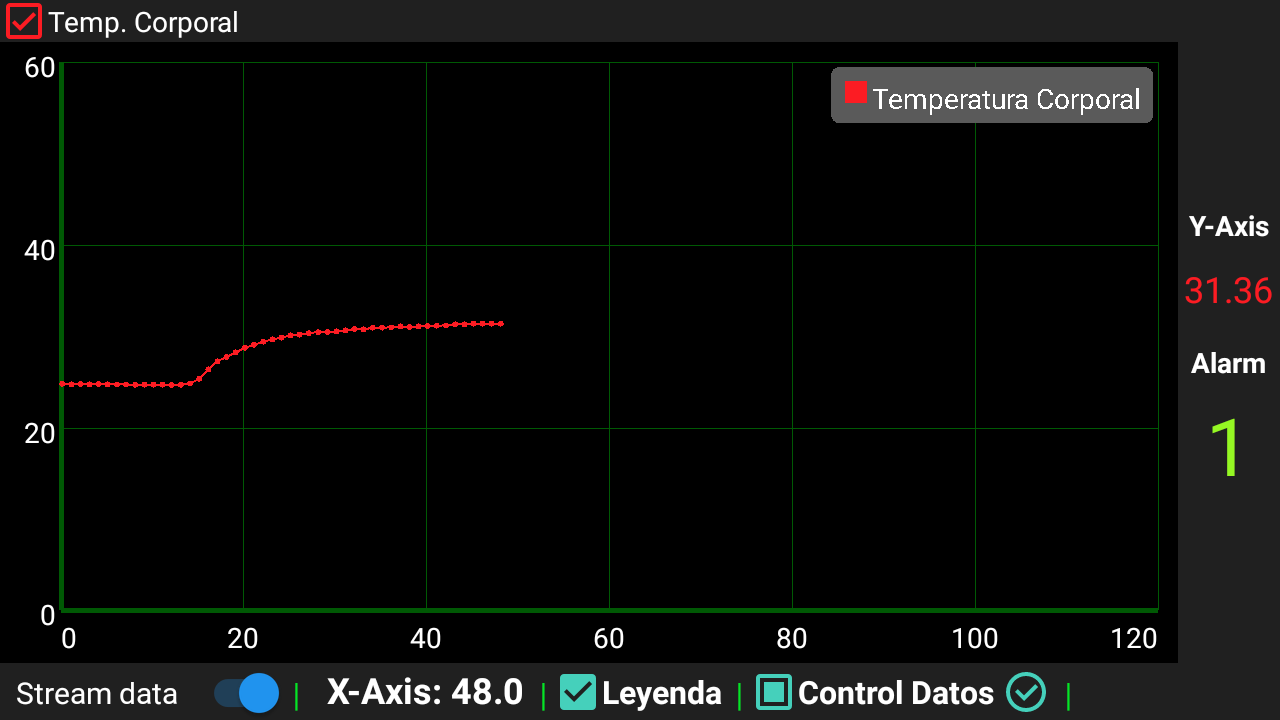 Temp. Corporal
60
Temperatura Corporal
40
20
0
0 20 40 60 80 100 120
Y-Axis
31.36
Alarm
1
Stream data | X-Axis: 48.0 | Leyenda | Control Datos |